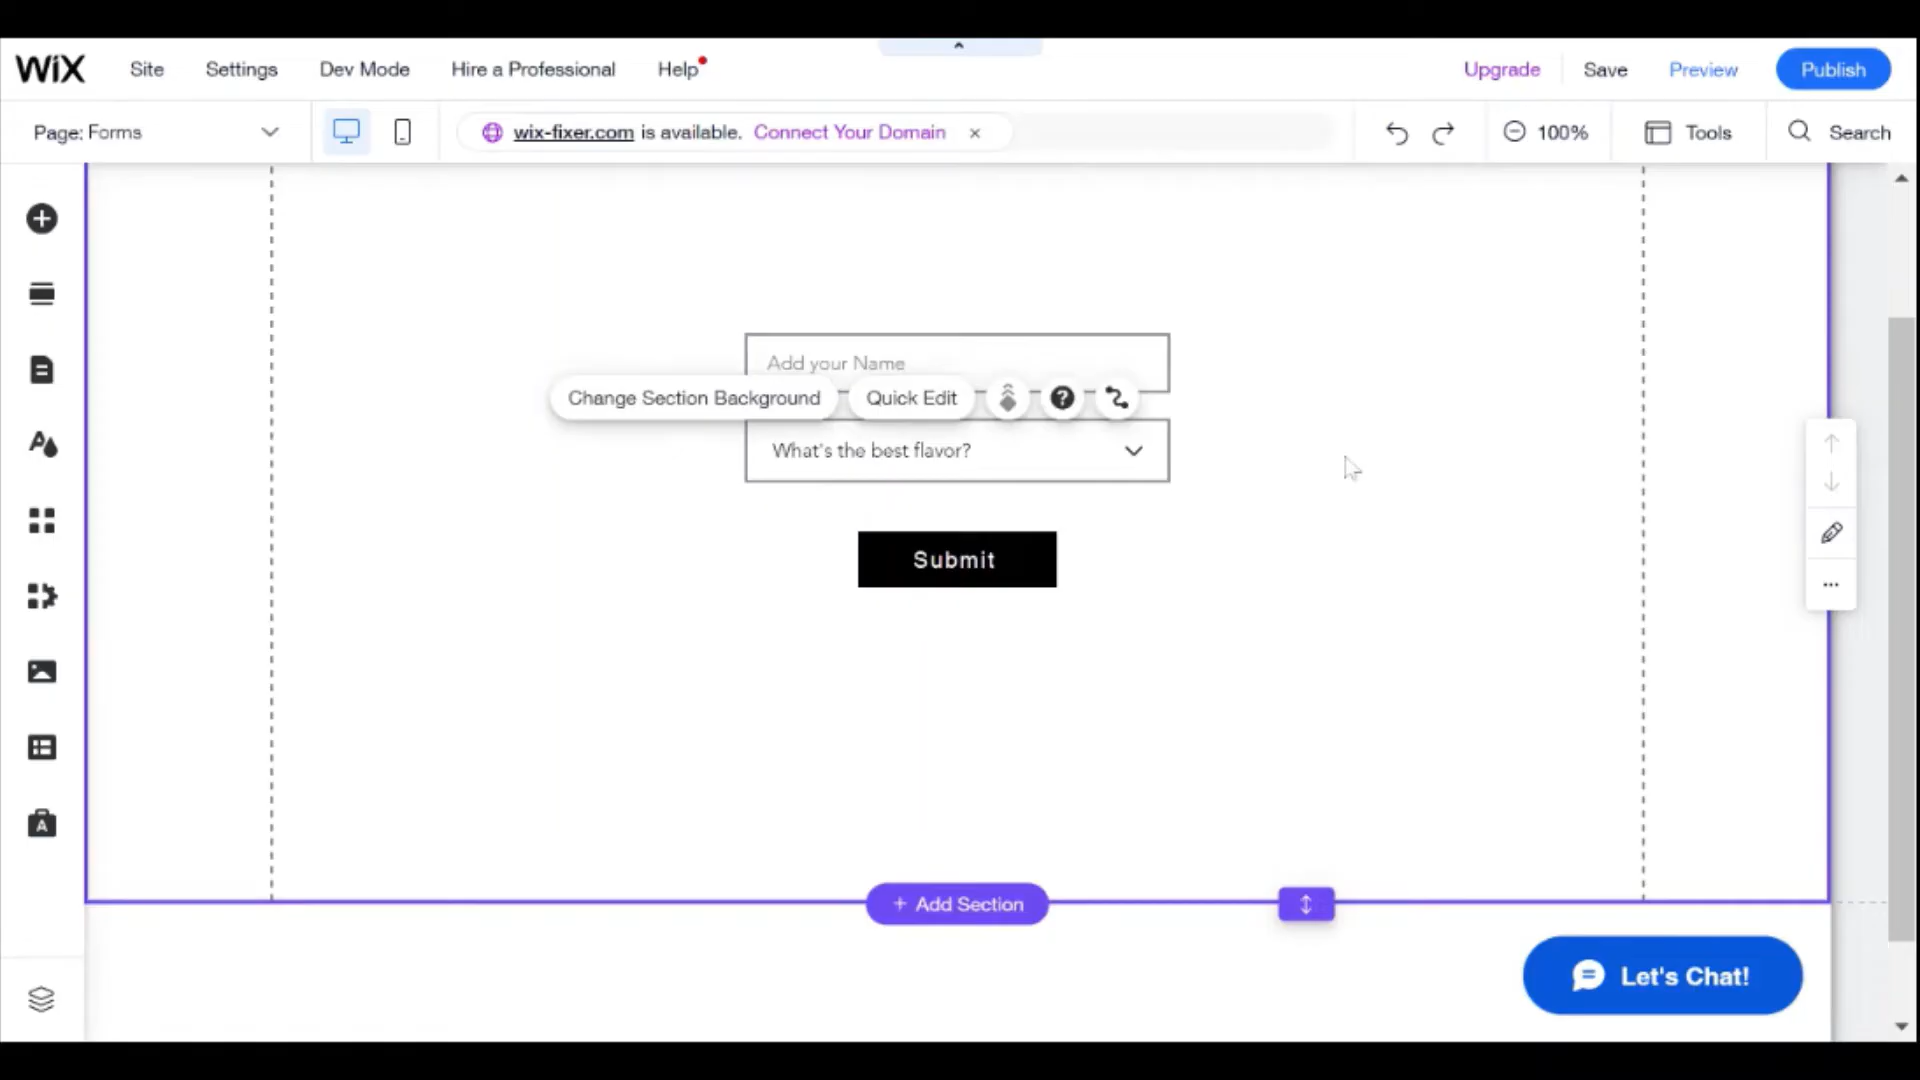 WiX Site Settings Dev Mode Hire a Professional Help Upgrade Save Preview Publish
Page: Forms wix-fixer.com is available. Connect Your Domain × 100% Tools Search
Add your Name
Change Section Background Quick Edit ?
What's the best flavor?
Submit
A
+ Add Section
Let's Chat!